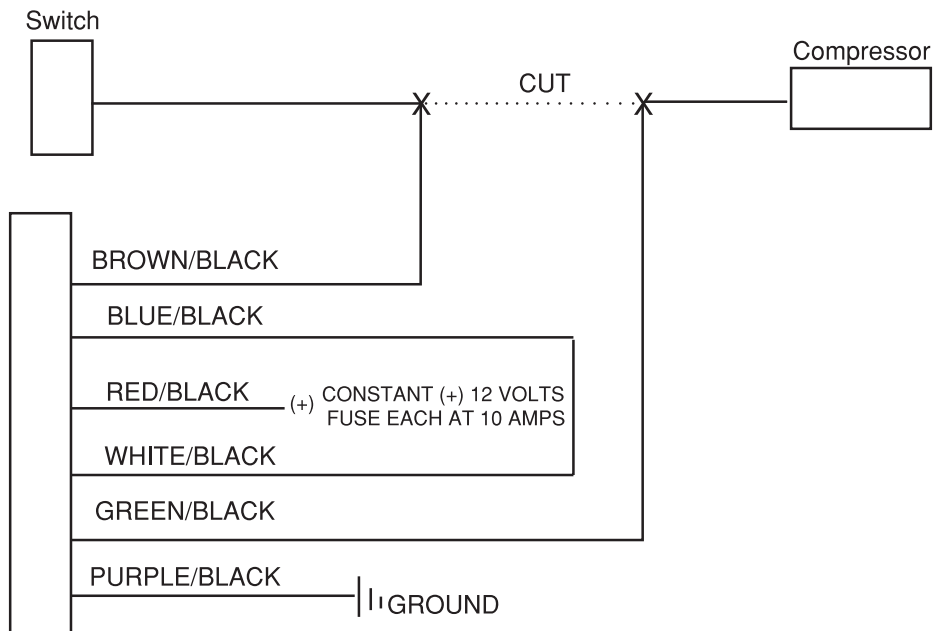 Switch
Compressor
CUT
X
X
BROWN/BLACK
BLUE/BLACK
RED/BLACK
(+) CONSTANT (+) 12 VOLTS
FUSE EACH AT 10 AMPS
WHITE/BLACK
GREEN/BLACK
PURPLE/BLACK
GROUND